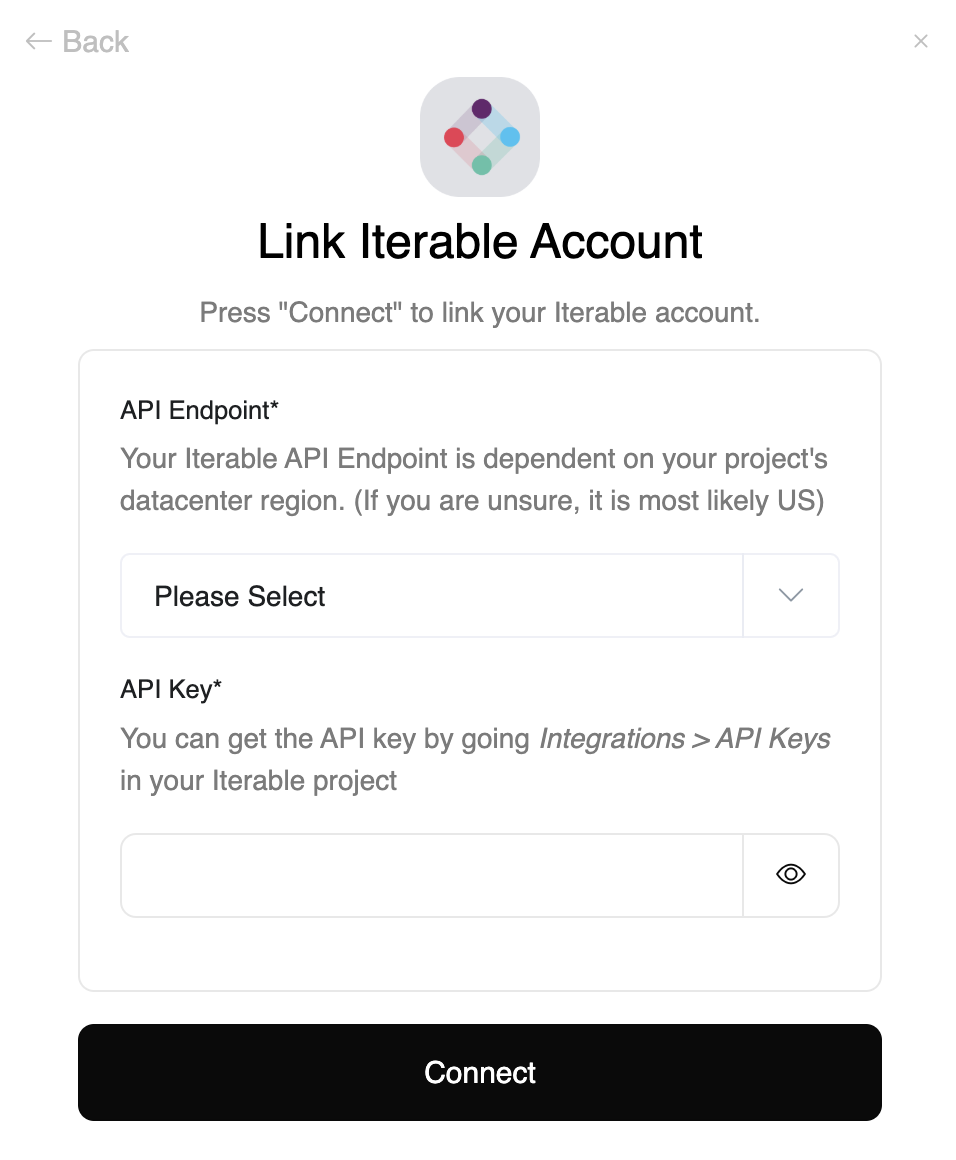 ← Back
Link Iterable Account
Press "Connect" to link your Iterable account.
API Endpoint*
Your Iterable API Endpoint is dependent on your project's
datacenter region. (If you are unsure, it is most likely US)
Please Select
API Key*
You can get the API key by going Integrations > API Keys
in your Iterable project
Connect